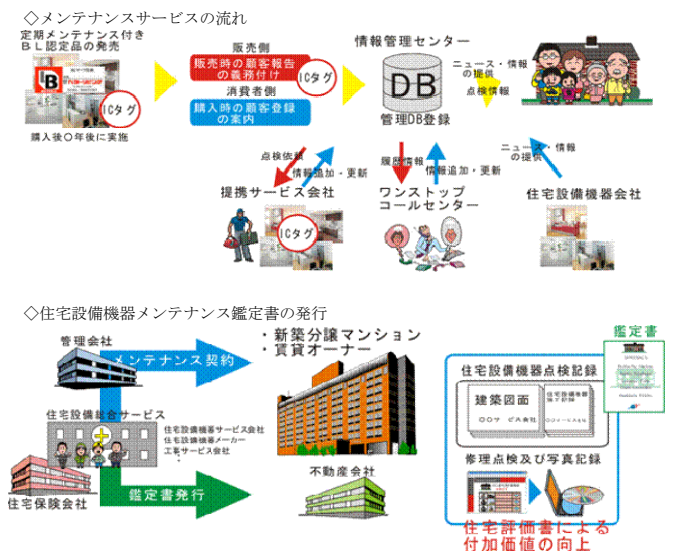 ◇メンテナンスサービスの流れ
定期メンテナンス付き
BL認定品の発売
BL
ICタグ
購入後〇年後に実施
販売側
販売時の顧客報告
の義務付け
ICタグ
消費者側
購入時の顧客登録
の案内
情報管理センター
DB
管理DB登録
ニュース・情報
の提供
点検情報
点検依頼
情報追加・更新
履歴情報
情報追加・更新
ニュース・情報
の提供
提携サービス会社
ICタグ
ワンストップ
コールセンター
住宅設備機器会社
◇住宅設備機器メンテナンス鑑定書の発行
管理会社
メンテナンス契約
・新築分譲マンション
・賃貸オーナー
住宅設備総合サービス
住宅設備機器サービス会社
住宅設備機器メーカー
工事サービス会社
住宅保険会社
鑑定書発行
不動産会社
鑑定書
住宅設備機器点検記録
建築図面
修理点検及び写真記録
住宅評価書による
付加価値の向上